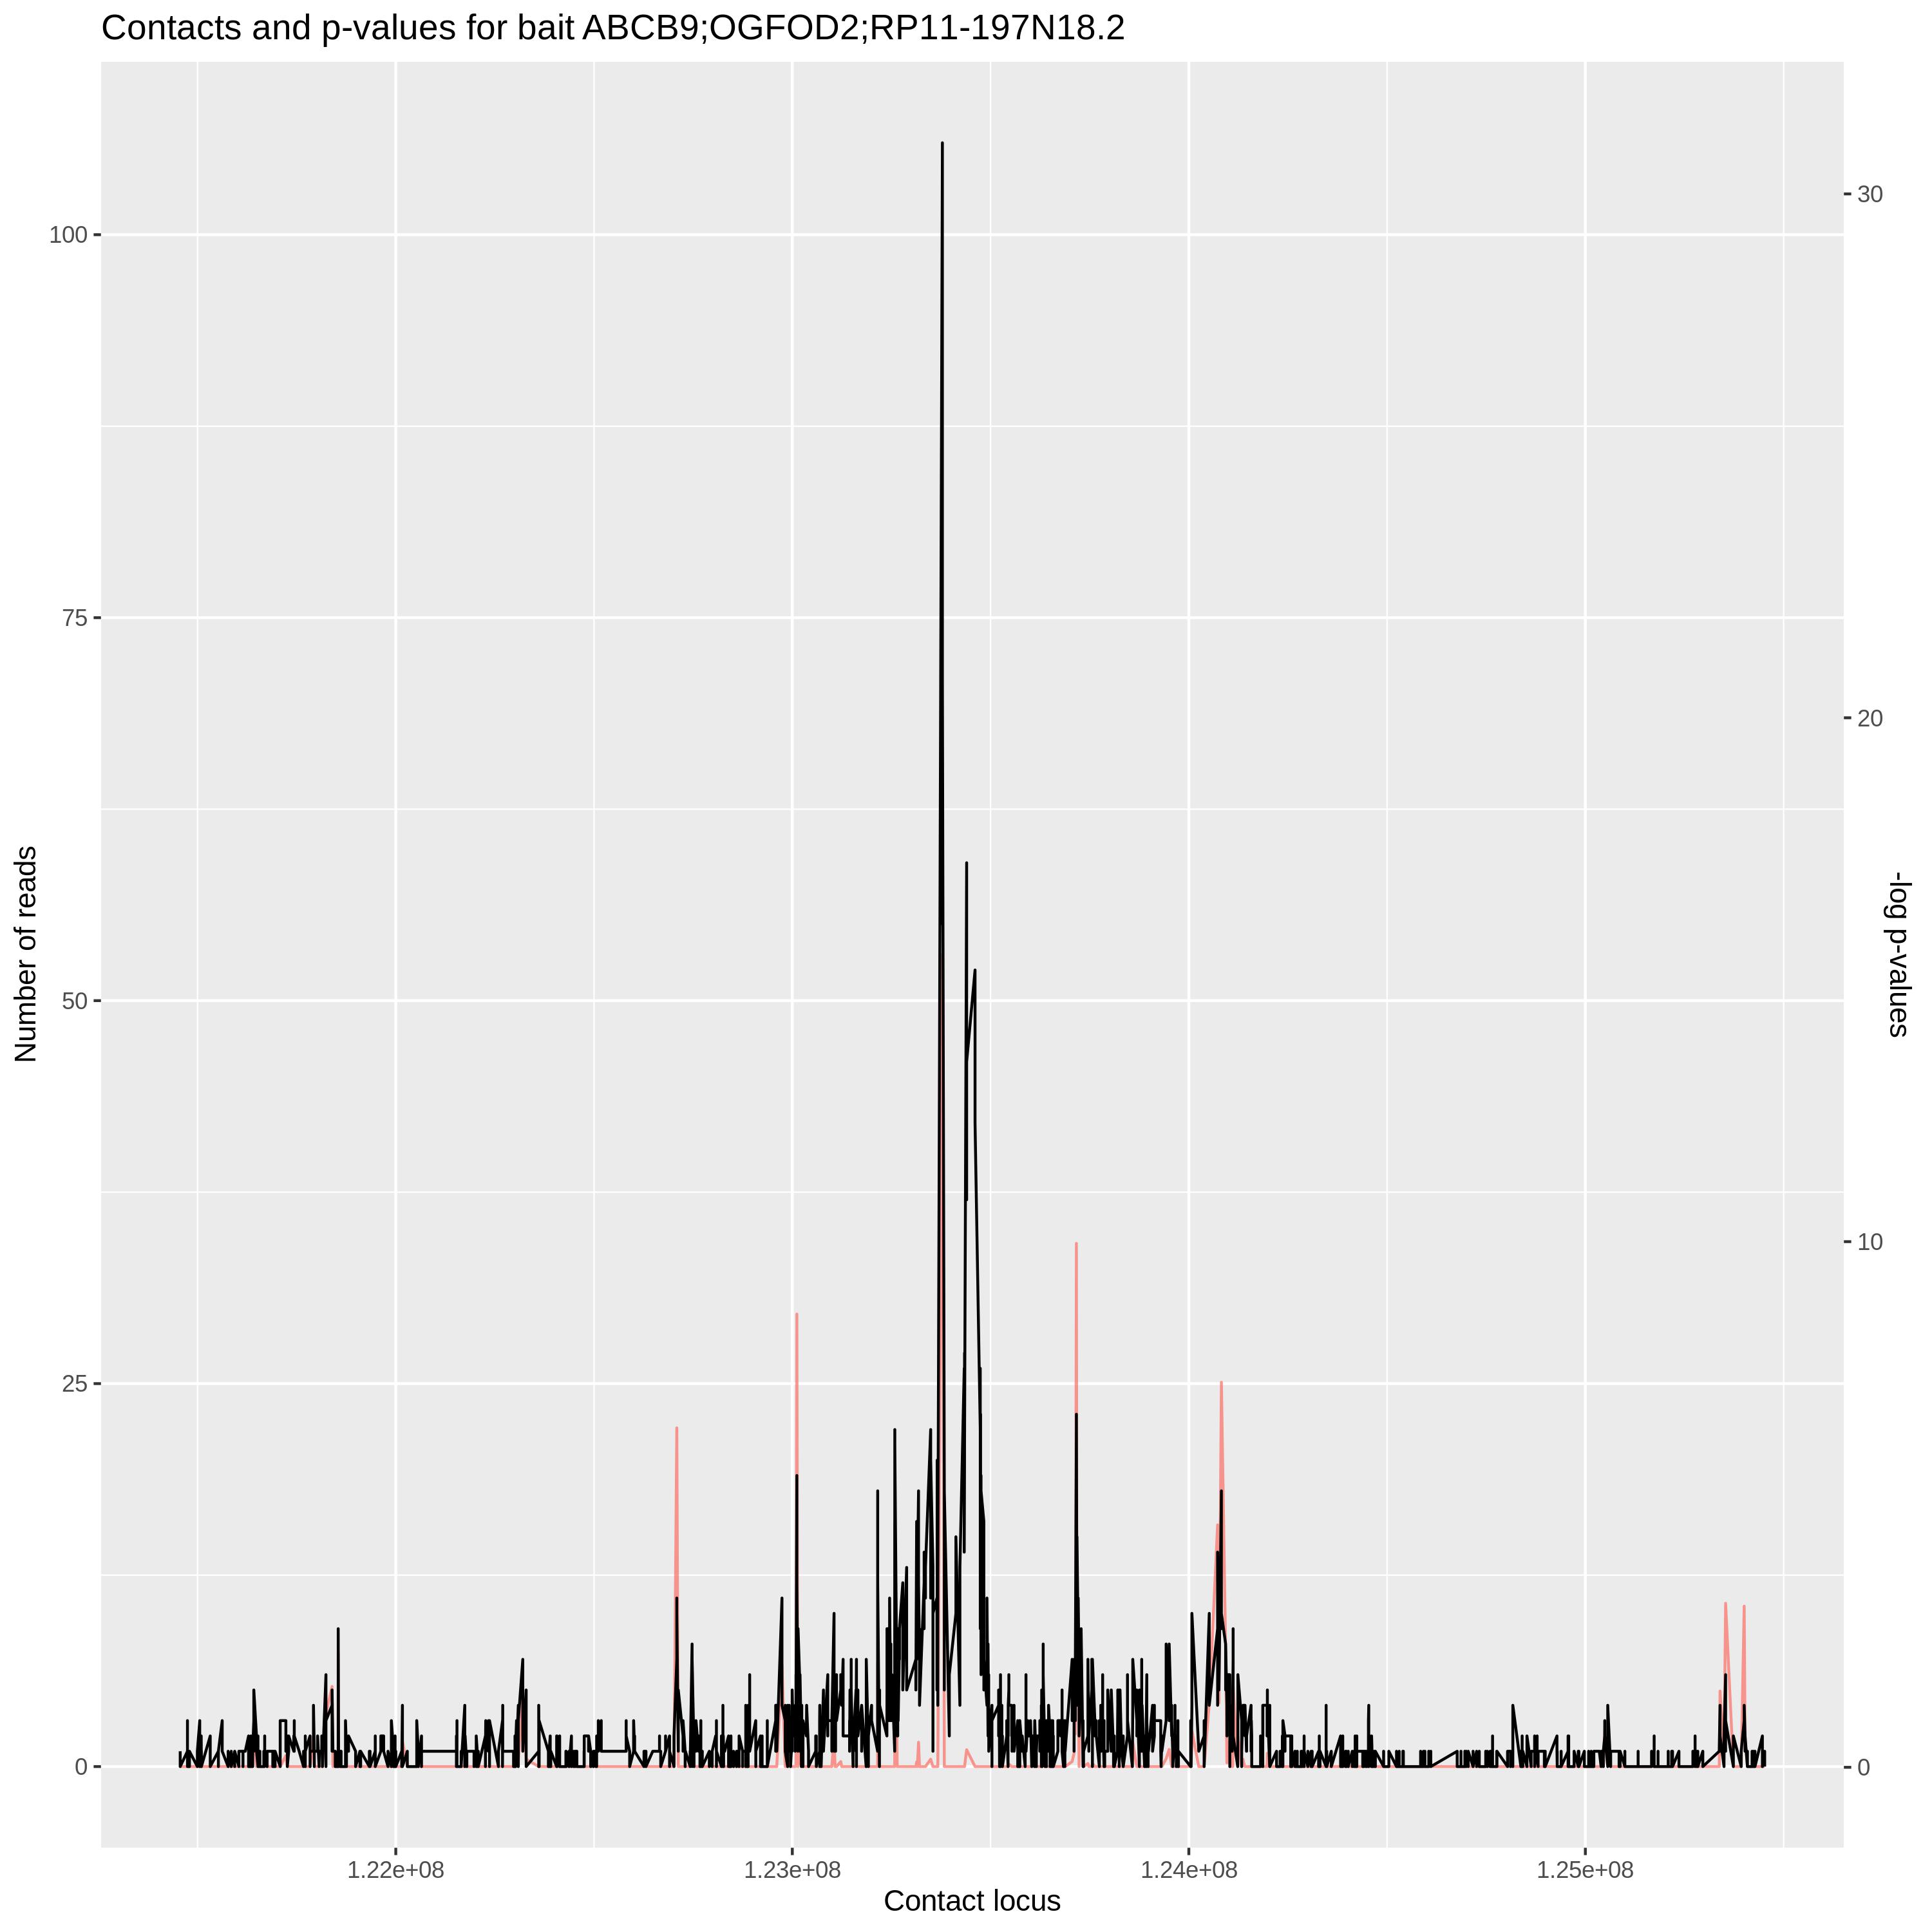 Contacts and p-values for bait ABCB9;OGFOD2;RP11-197N18.2
Number of reads
100
75
50
25
0
30
20
10
0
-log p-values
1.22e+08
1.23e+08
1.24e+08
1.25e+08
Contact locus